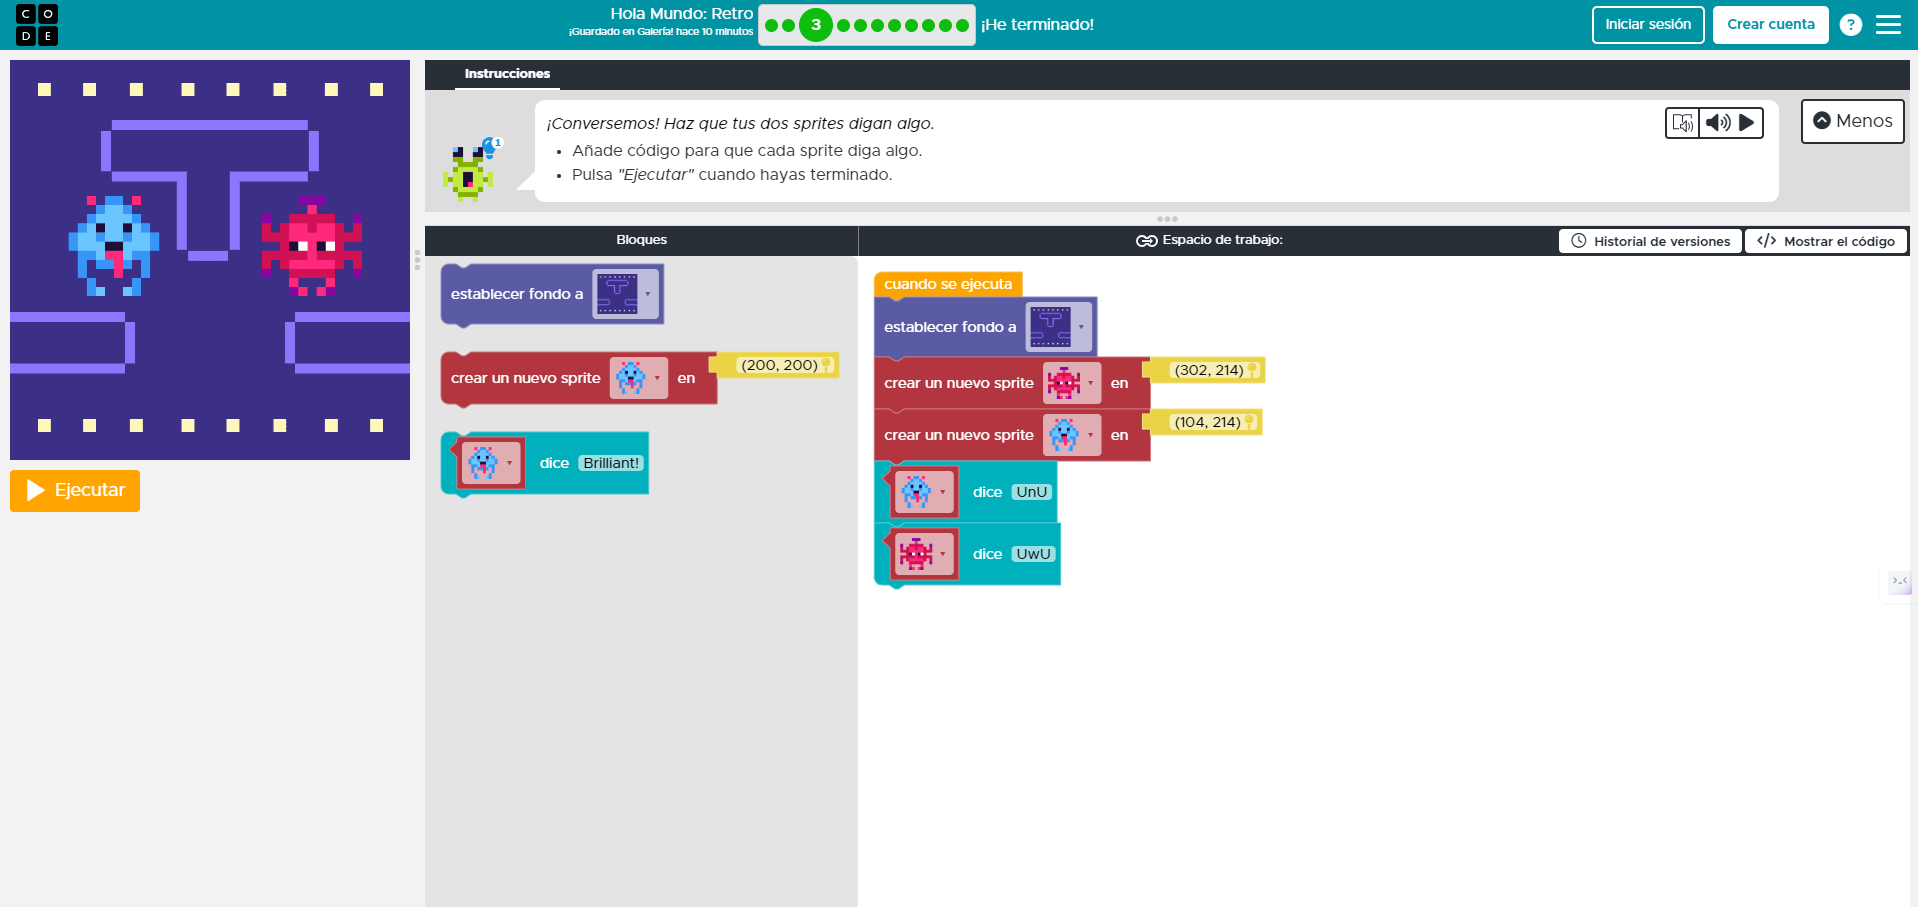 C O
D E
Hola Mundo: Retro
¡Guardado en Galería! hace 10 minutos
3
¡He terminado!
Iniciar sesión
Crear cuenta
?
Instrucciones
1
¡Conversemos! Haz que tus dos sprites digan algo.
• Añade código para que cada sprite diga algo.
• Pulsa "Ejecutar" cuando hayas terminado.
Menos
Bloques
Espacio de trabajo:
Historial de versiones
</> Mostrar el código
establecer fondo a
crear un nuevo sprite en (200, 200)
dice Brilliant!
cuando se ejecuta
establecer fondo a
crear un nuevo sprite en (302, 214)
crear un nuevo sprite en (104, 214)
dice UnU
dice UwU
Ejecutar